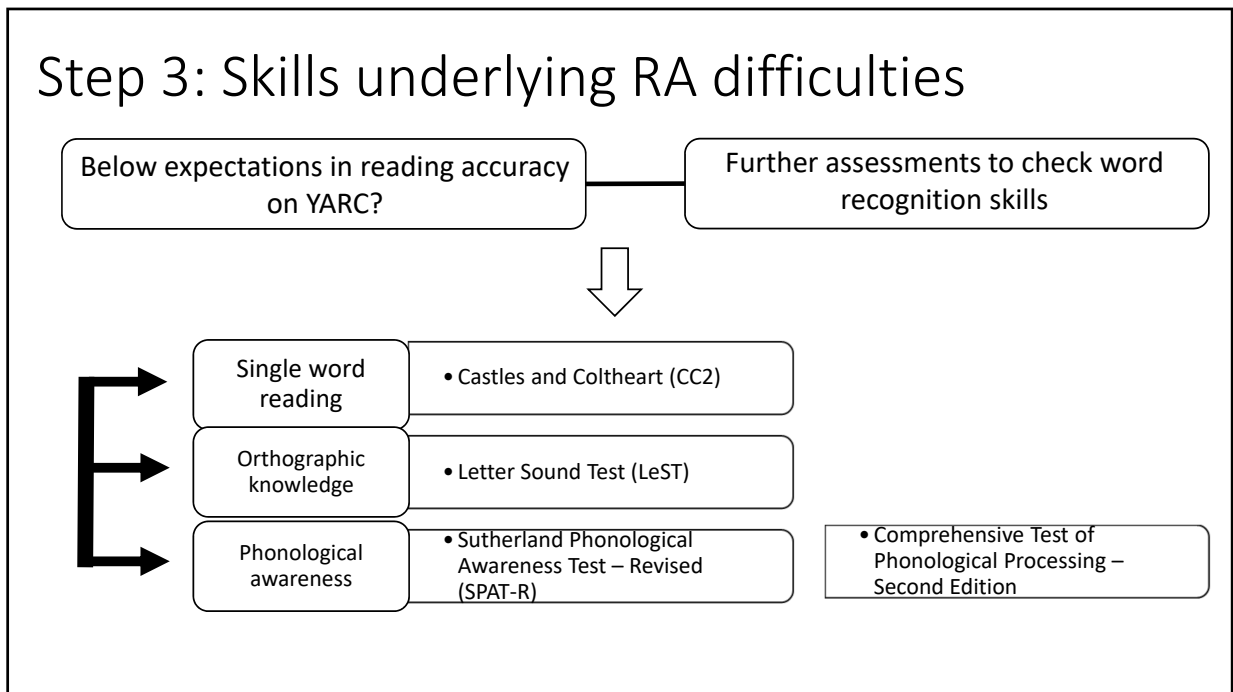 Step 3: Skills underlying RA difficulties
Below expectations in reading accuracy
on YARC?
Further assessments to check word
recognition skills
Single word
reading
• Castles and Coltheart (CC2)
Orthographic
knowledge
• Letter Sound Test (LeST)
Phonological
awareness
• Sutherland Phonological
Awareness Test – Revised
(SPAT-R)
• Comprehensive Test of
Phonological Processing –
Second Edition